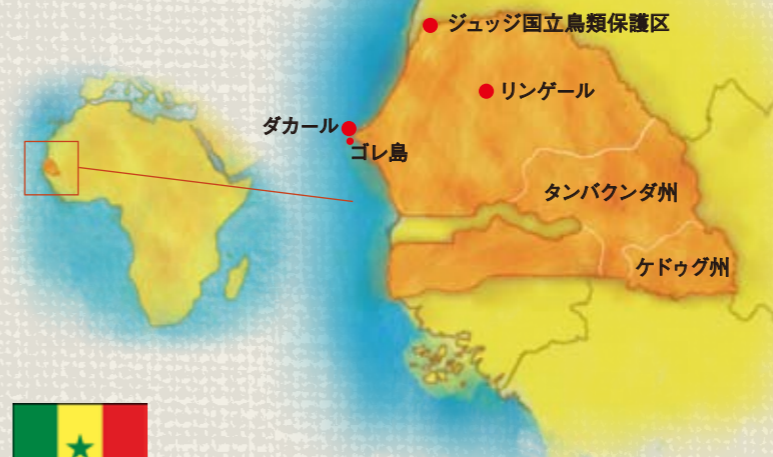 ジュッジ国立鳥類保護区
リンゲール
ダカール
ゴレ島
タンバクンダ州
ケドゥグ州